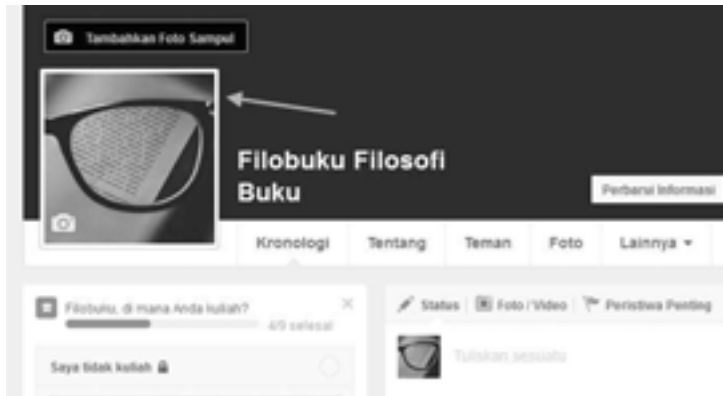 Tambahkan Foto Sampul
Filobuku Filosofi
Buku
Perbarui Informasi
Kronologi Tentang Teman Foto Lainnya
Filobuku, di mana Anda kuliah?
4/9 selesai
Saya tidak kuliah
Status Foto / Video Peristiwa Penting
Tuliskan sesuatu